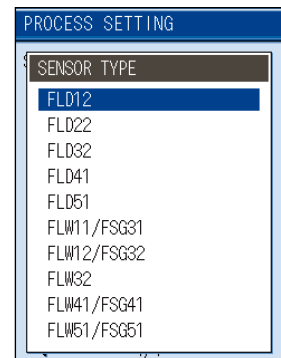 PROCESS SETTING
SENSOR TYPE
FLD12
FLD22
FLD32
FLD41
FLD51
FLW11/FSG31
FLW12/FSG32
FLW32
FLW41/FSG41
FLW51/FSG51